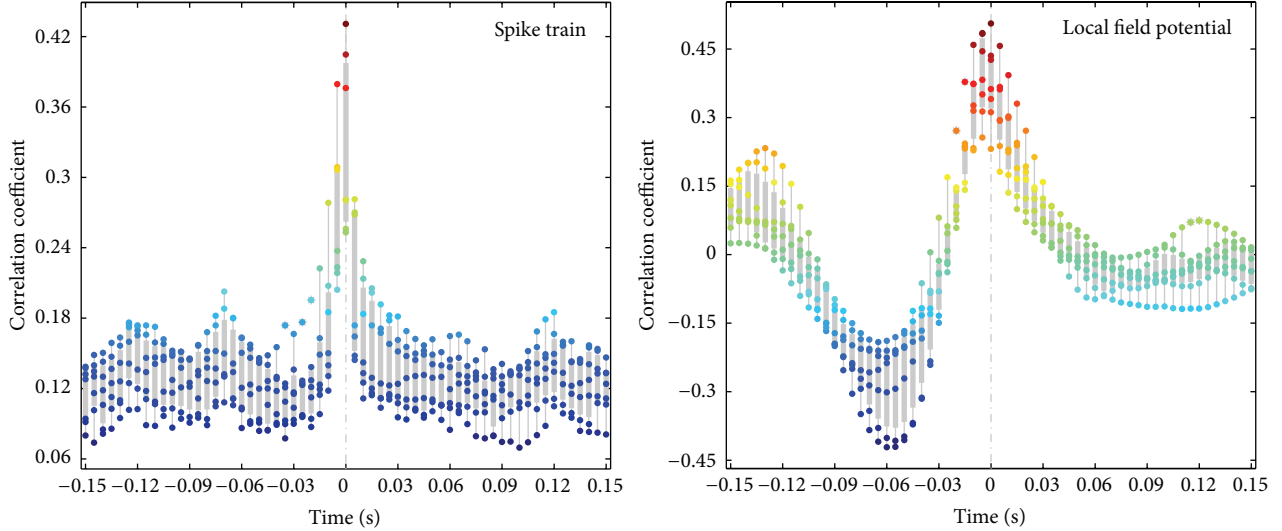 Spike train
Correlation coefficient
0.42
0.36
0.3
0.24
0.18
0.12
0.06
−0.15 −0.12 −0.09 −0.06 −0.03 0 0.03 0.06 0.09 0.12 0.15
Time (s)
Local field potential
Correlation coefficient
0.45
0.3
0.15
0
−0.15
−0.3
−0.45
−0.15 −0.12 −0.09 −0.06 −0.03 0 0.03 0.06 0.09 0.12 0.15
Time (s)